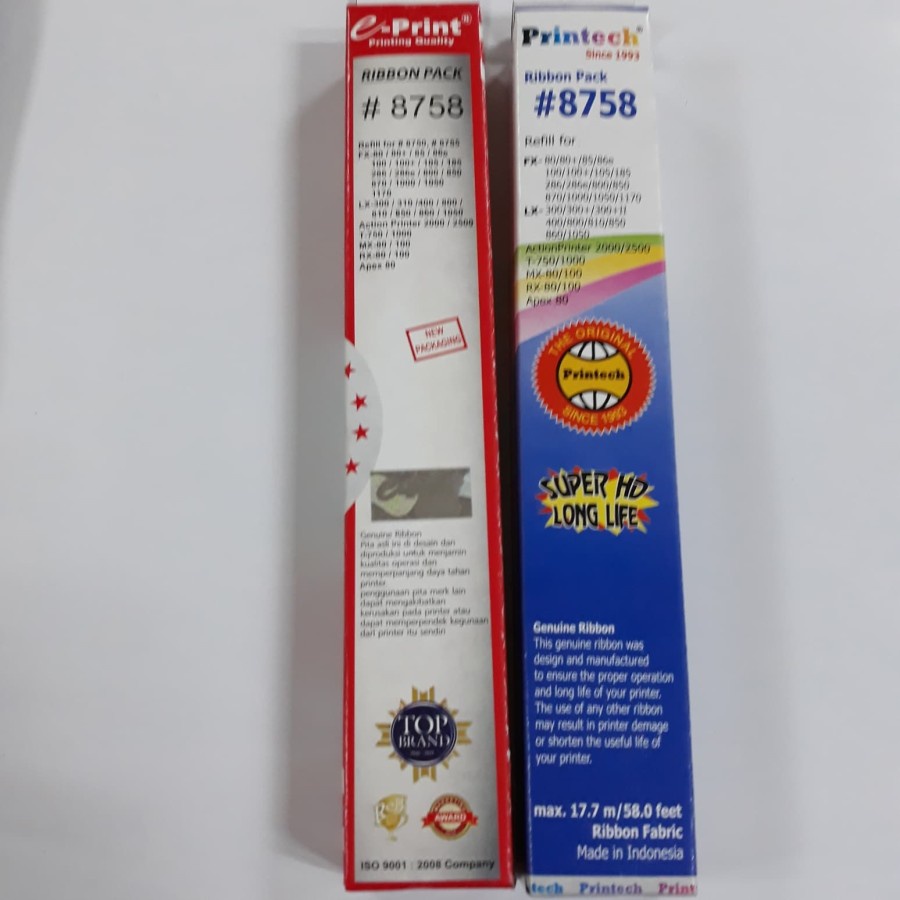 e-Print®
Printing Quality
RIBBON PACK
# 8758
Refill for # 8750, # 8755
FX-80 / 80+ / 85 / 86e
100 / 100+ / 105 / 185
286 / 286e / 800 / 850
870 / 1000 / 1050
1170
LX-300 / 310 /400 / 800 /
810 / 850 / 860 / 1050
Action Printer 2000 / 2500
T-750 / 1000
MX-80 / 100
RX-80 / 100
Apex 80
NEW
PACKAGING
Genuine Ribbon
Pita asli ini di desain dan
diproduksi untuk menjamin
kualitas operasi dan
memperpanjang daya tahan
printer.
penggunaan pita merk lain
dapat mengakibatkan
kerusakan pada printer atau
dapat memperpendek kegunaan
dari printer itu sendiri
TOP
BRAND
AWARD
ISO 9001 : 2008 Company
Printech®
Since 1993
Ribbon Pack
#8758
Refill for
FX- 80/80+/85/86e
100/100+/105/185
286/286e/800/850
870/1000/1050/1170
LX- 300/300+/300+II
400/800/810/850
860/1050
ActionPrinter 2000/2500
T-750/1000
MX-80/100
RX-80/100
Apex 80
THE ORIGINAL
Printech
SINCE 1993
SUPER HD
LONG LIFE
Genuine Ribbon
This genuine ribbon was
design and manufactured
to ensure the proper operation
and long life of your printer.
The use of any other ribbon
may result in printer demage
or shorten the useful life of
your printer.
max. 17.7 m/58.0 feet
Ribbon Fabric
Made in Indonesia
tech Printech Print